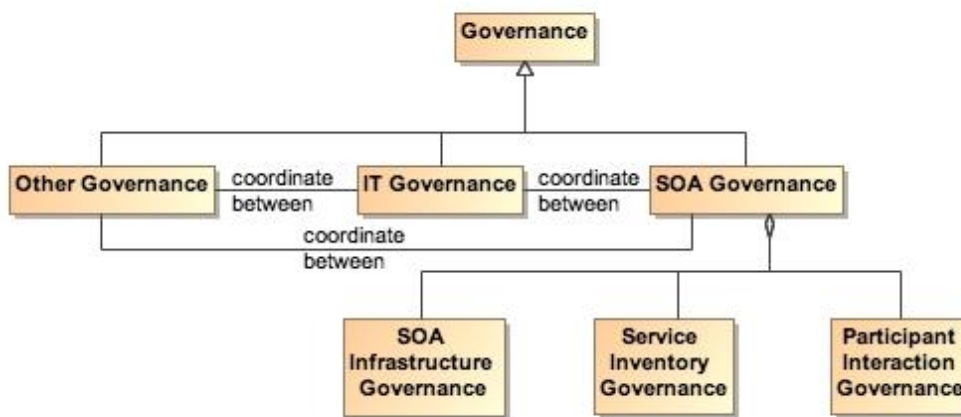 Governance
Other Governance
coordinate
between
IT Governance
coordinate
between
SOA Governance
coordinate
between
SOA
Infrastructure
Governance
Service
Inventory
Governance
Participant
Interaction
Governance